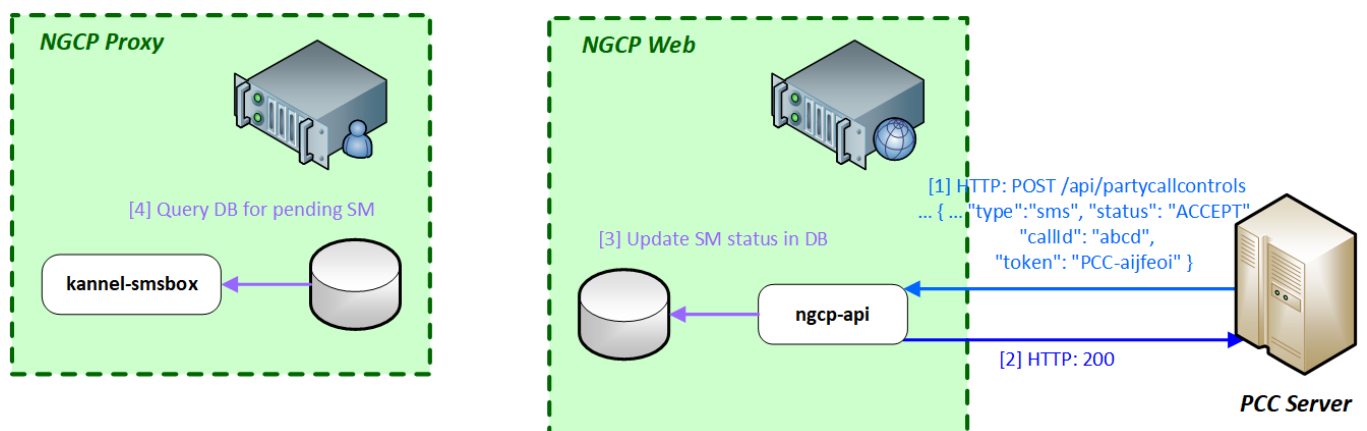 NGCP Proxy
[4] Query DB for pending SM
kannel-smsbox
NGCP Web
[3] Update SM status in DB
ngcp-api
[1] HTTP: POST /api/partycallcontrols
... { ... "type":"sms", "status": "ACCEPT"
"callId": "abcd",
"token": "PCC-aijfeoi" }
[2] HTTP: 200
PCC Server